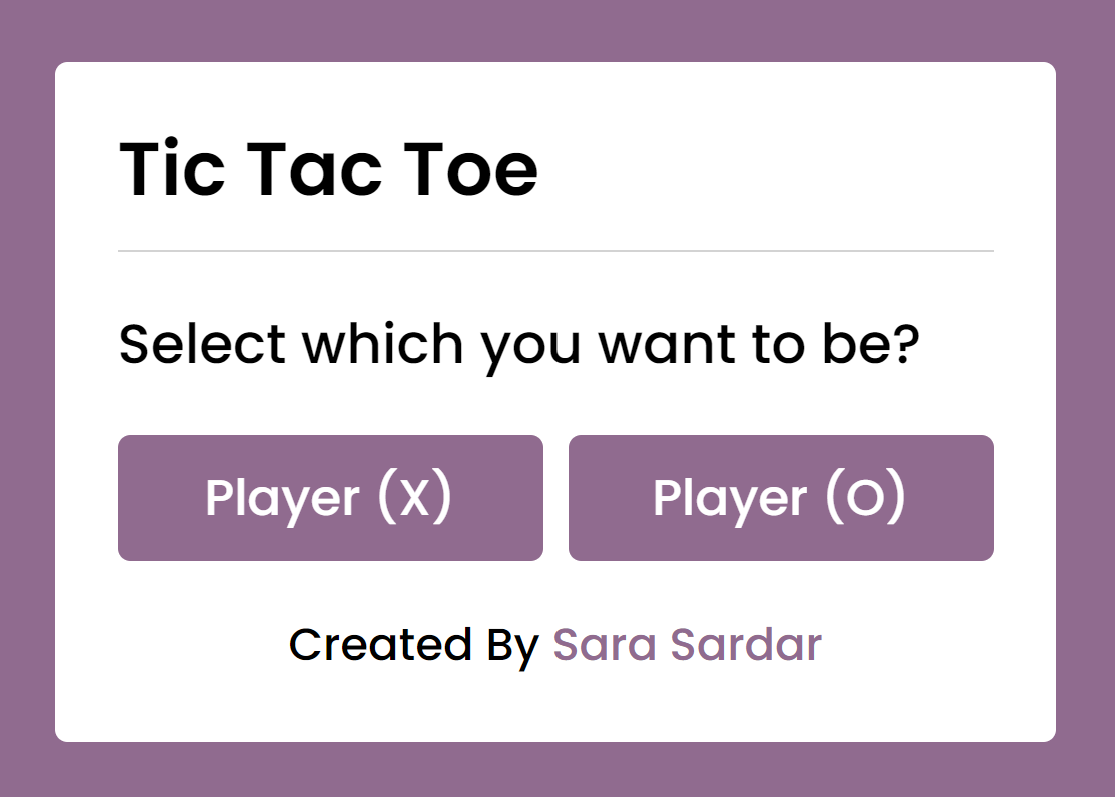 Tic Tac Toe
Select which you want to be?
Player (X) Player (O)
Created By Sara Sardar